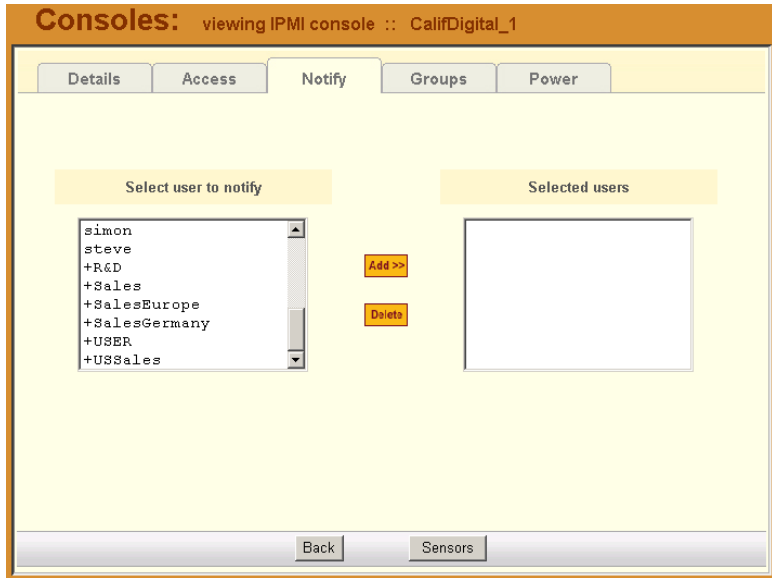 Consoles: viewing IPMI console :: CalifDigital_1
Details Access Notify Groups Power
Select user to notify Selected users
simon
steve
+R&D
+Sales
+SalesEurope
+SalesGermany
+USER
+USSales
Add >>
Delete
Back Sensors